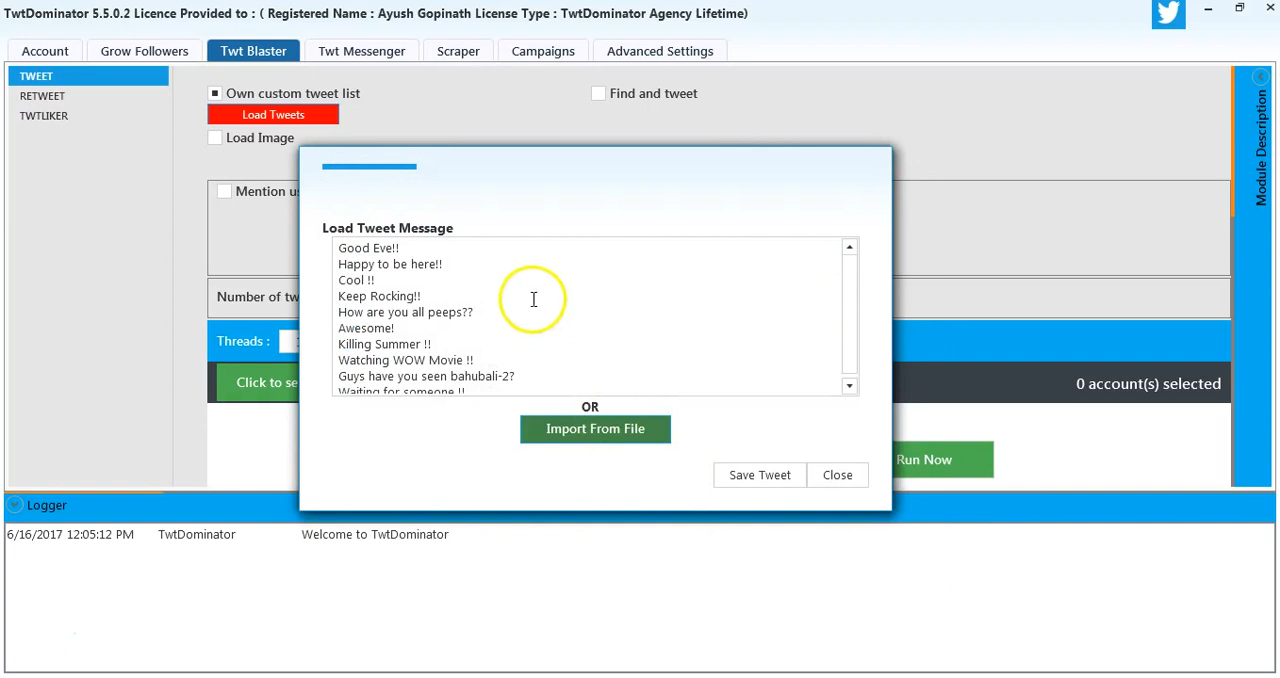 TwtDominator 5.5.0.2 Licence Provided to : ( Registered Name : Ayush Gopinath License Type : TwtDominator Agency Lifetime)
Account Grow Followers Twt Blaster Twt Messenger Scraper Campaigns Advanced Settings
TWEET
RETWEET
TWTLIKER
Own custom tweet list Find and tweet
Load Tweets
Load Image
Mention us
Module Description
Load Tweet Message
Good Eve!!
Happy to be here!!
Cool !!
Keep Rocking!!
How are you all peeps??
Awesome!
Killing Summer !!
Watching WOW Movie !!
Guys have you seen bahubali-2?
Waiting for someone !!
OR
Import From File
Save Tweet Close
Number of tw
Threads :
Click to se 0 account(s) selected
Run Now
Logger
6/16/2017 12:05:12 PM TwtDominator Welcome to TwtDominator